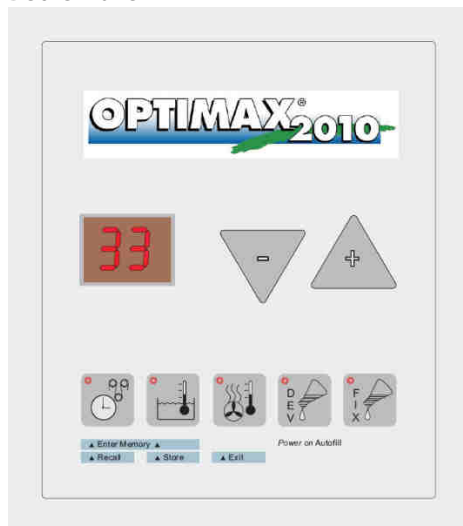 OPTIMAX®
2010
33
- +
DEV
FIX
▲ Enter Memory ▲
Power on Autofill
▲ Recall ▲ Store ▲ Exit